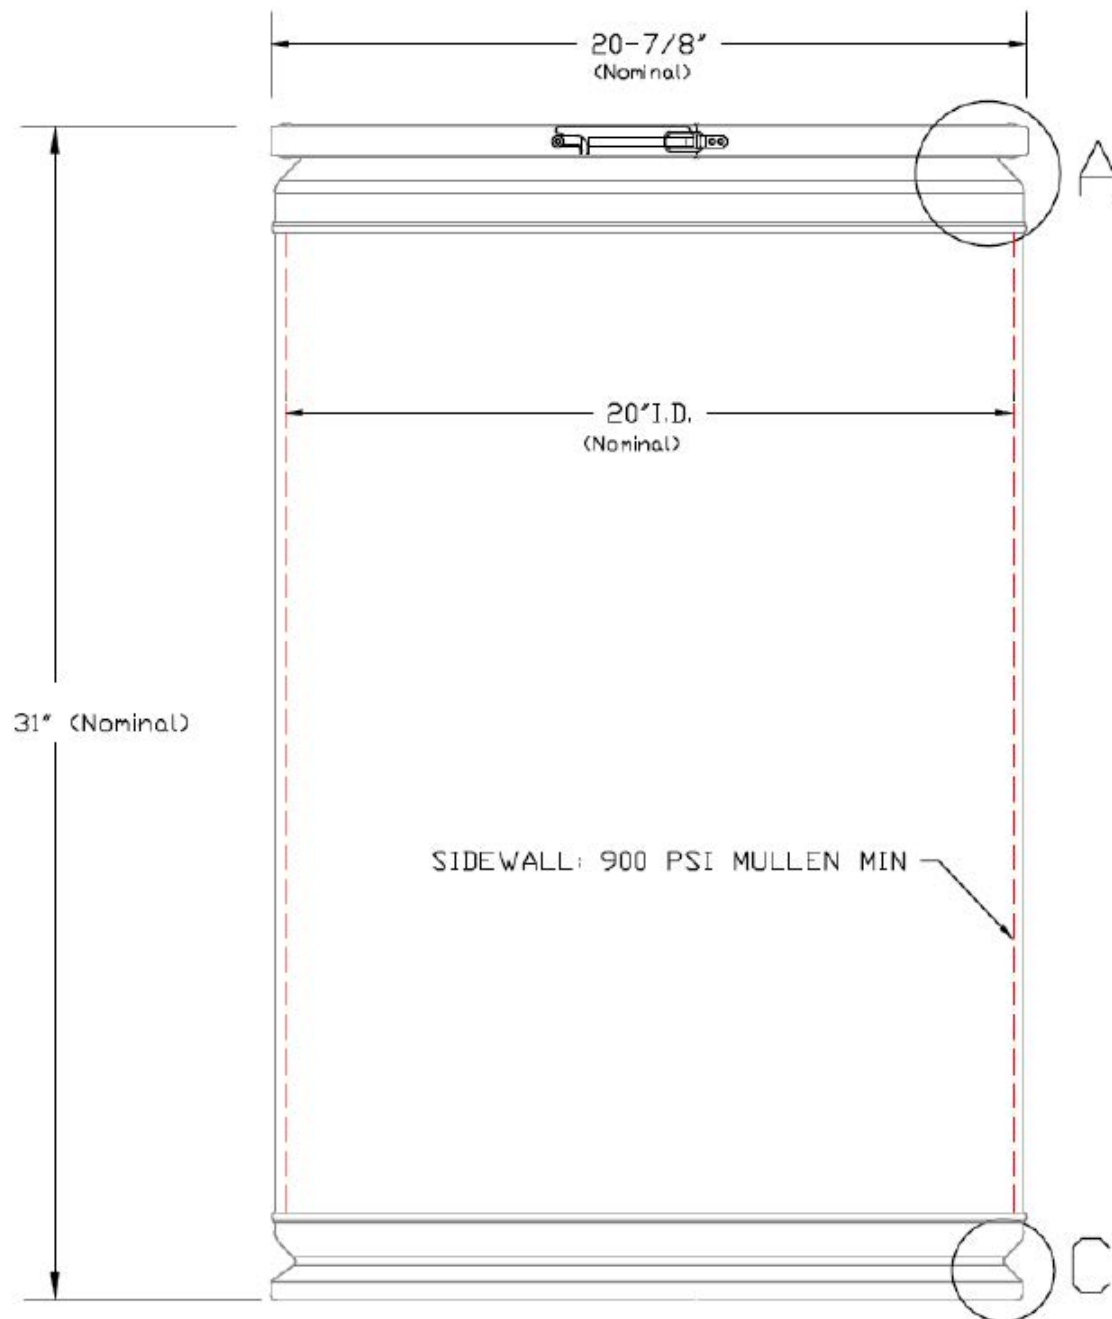 20-7/8"
(Nominal)
A
20"I.D.
(Nominal)
31" (Nominal)
SIDEWALL: 900 PSI MULLEN MIN
C